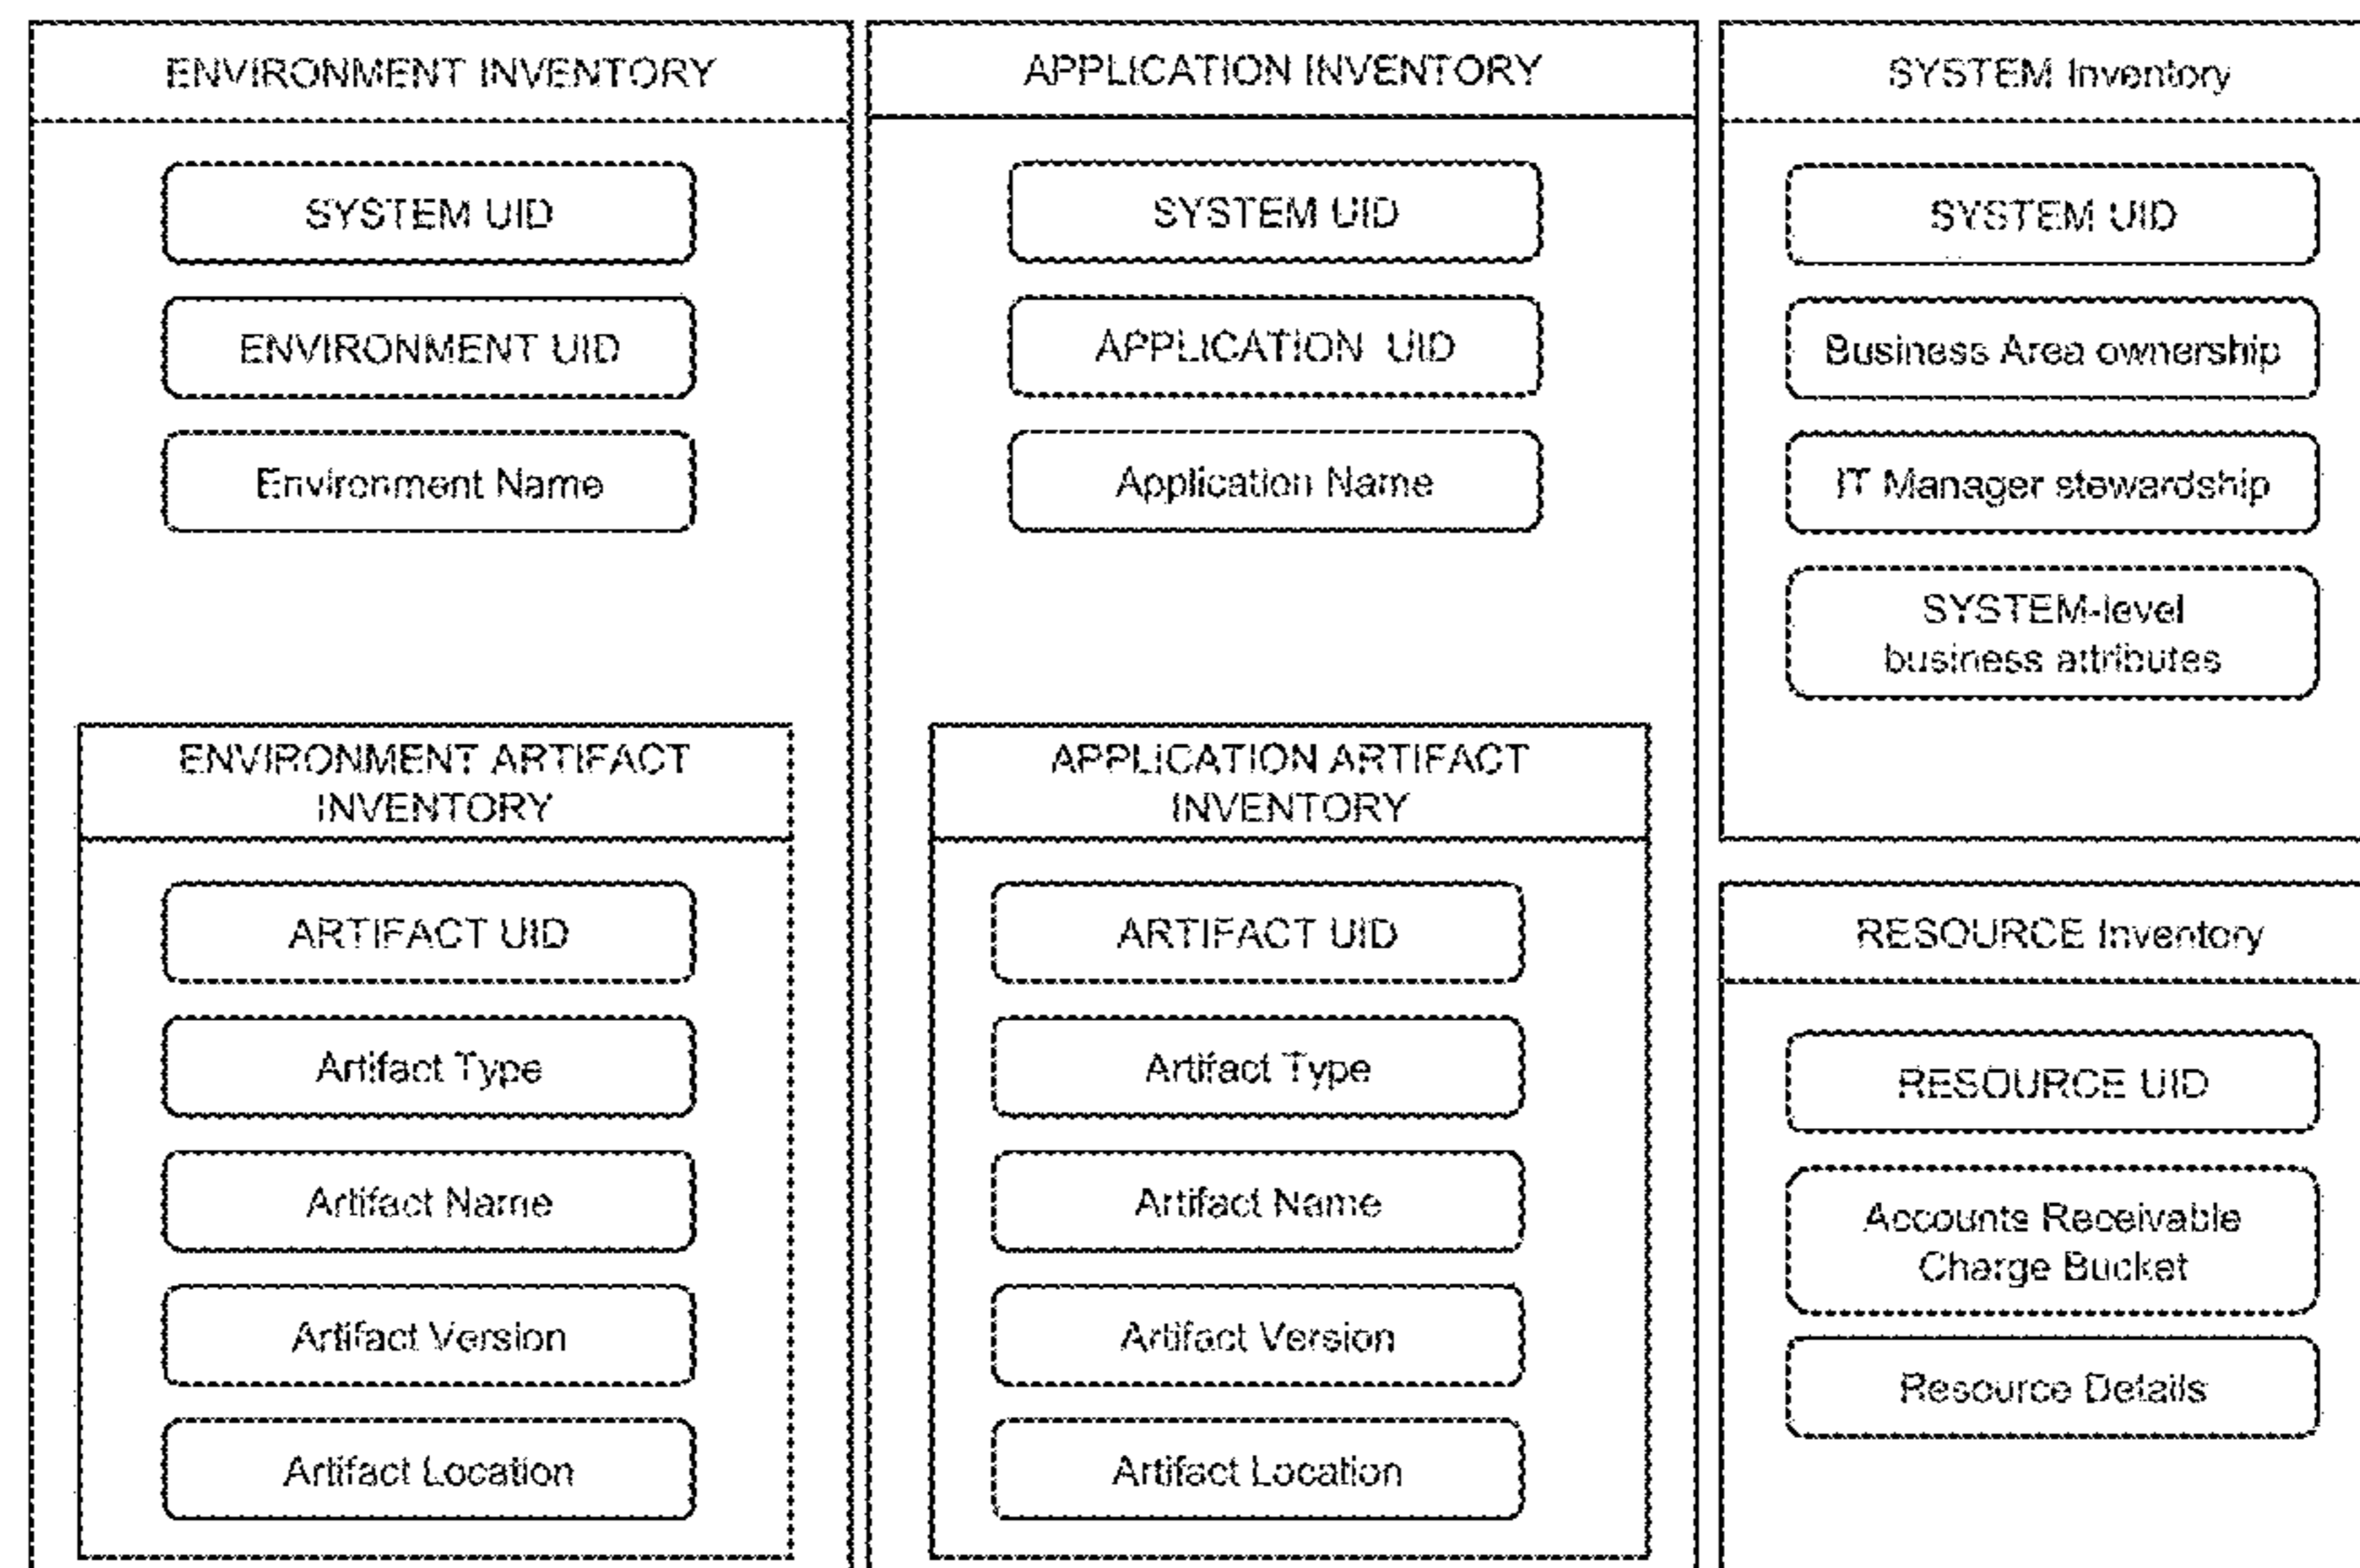 ENVIRONMENT INVENTORY
SYSTEM UID
ENVIRONMENT UID
Environment Name
ENVIRONMENT ARTIFACT
INVENTORY
ARTIFACT UID
Artifact Type
Artifact Name
Artifact Version
Artifact Location
APPLICATION INVENTORY
SYSTEM UID
APPLICATION UID
Application Name
APPLICATION ARTIFACT
INVENTORY
ARTIFACT UID
Artifact Type
Artifact Name
Artifact Version
Artifact Location
SYSTEM Inventory
SYSTEM UID
Business Area ownership
IT Manager stewardship
SYSTEM-level
business attributes
RESOURCE Inventory
RESOURCE UID
Accounts Receivable
Charge Bucket
Resource Details